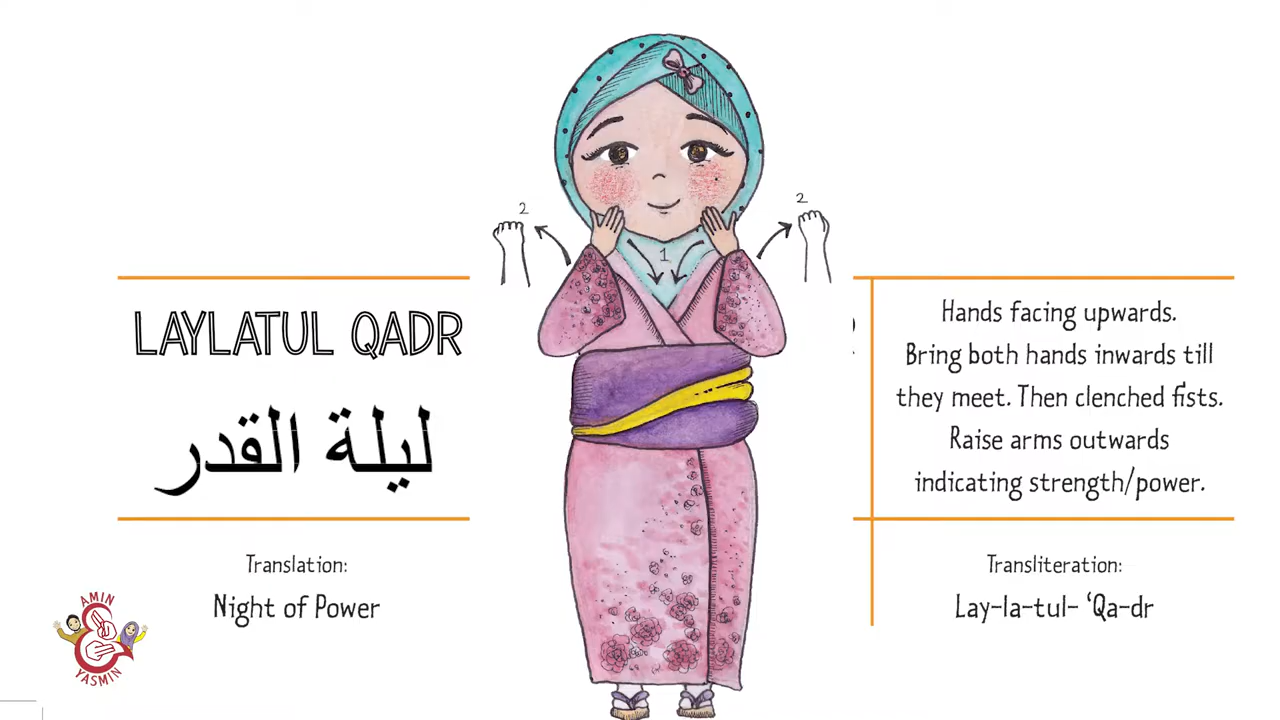 LAYLATUL QADR
ليلة القدر
Translation:
Night of Power
2
1
2
Hands facing upwards.
Bring both hands inwards till
they meet. Then clenched fists.
Raise arms outwards
indicating strength/power.
Transliteration:
Lay-la-tul- ‘Qa-dr
AMIN
&
YASMIN